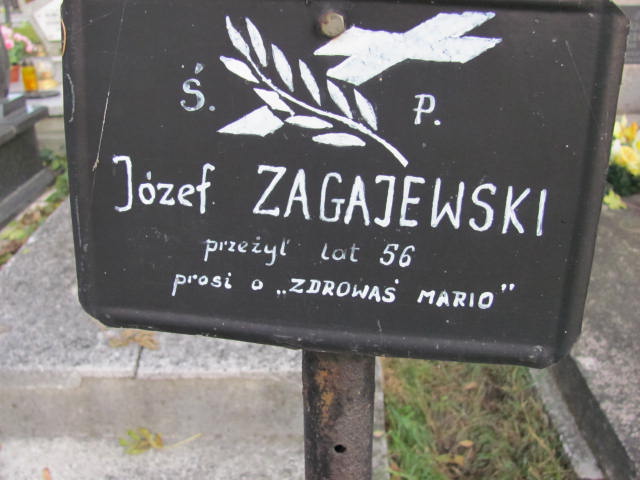 Ś. P.
Józef ZAGAJEWSKI
przeżył lat 56
prosi o „ZDROWAŚ MARIO"